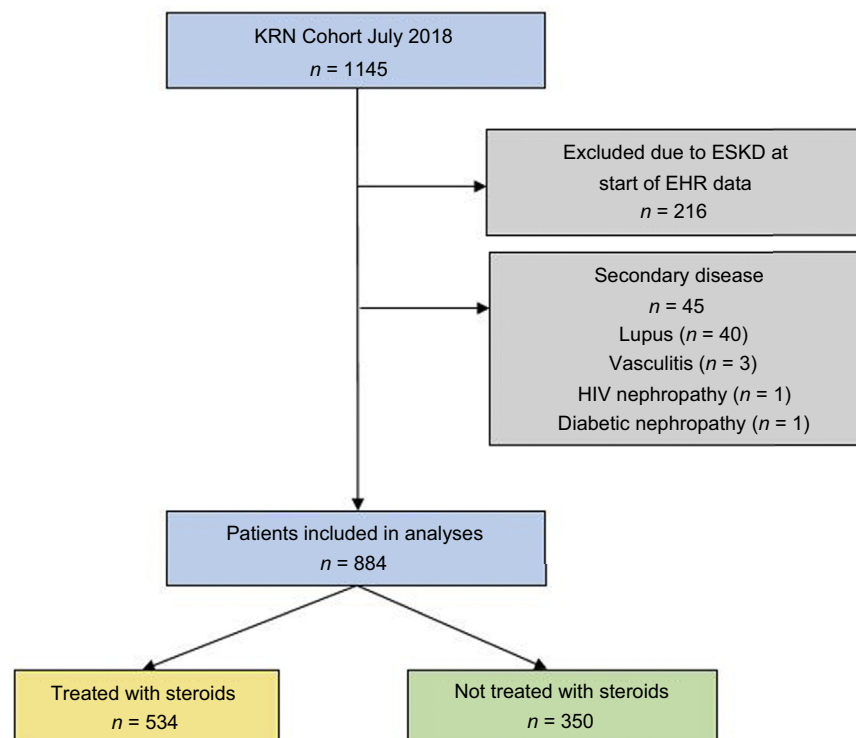 KRN Cohort July 2018
n = 1145
Excluded due to ESKD at
start of EHR data
n = 216
Secondary disease
n = 45
Lupus (n = 40)
Vasculitis (n = 3)
HIV nephropathy (n = 1)
Diabetic nephropathy (n = 1)
Patients included in analyses
n = 884
Treated with steroids
n = 534
Not treated with steroids
n = 350